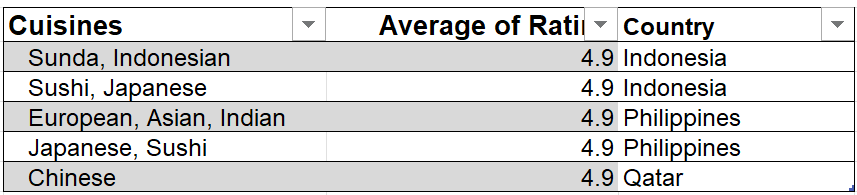 Cuisines Average of Ratin Country
Sunda, Indonesian 4.9 Indonesia
Sushi, Japanese 4.9 Indonesia
European, Asian, Indian 4.9 Philippines
Japanese, Sushi 4.9 Philippines
Chinese 4.9 Qatar